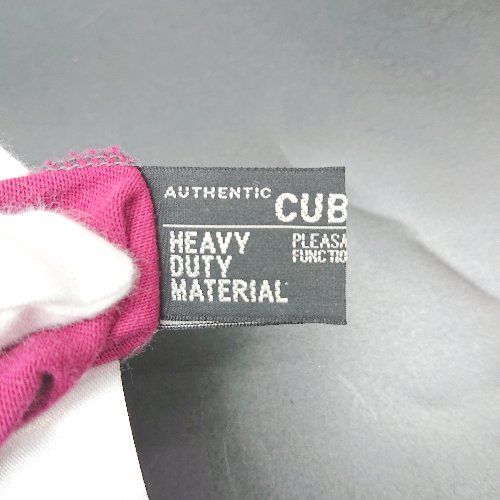 AUTHENTIC
CUB
HEAVY
DUTY
MATERIAL
PLEASA
FUNCTIO